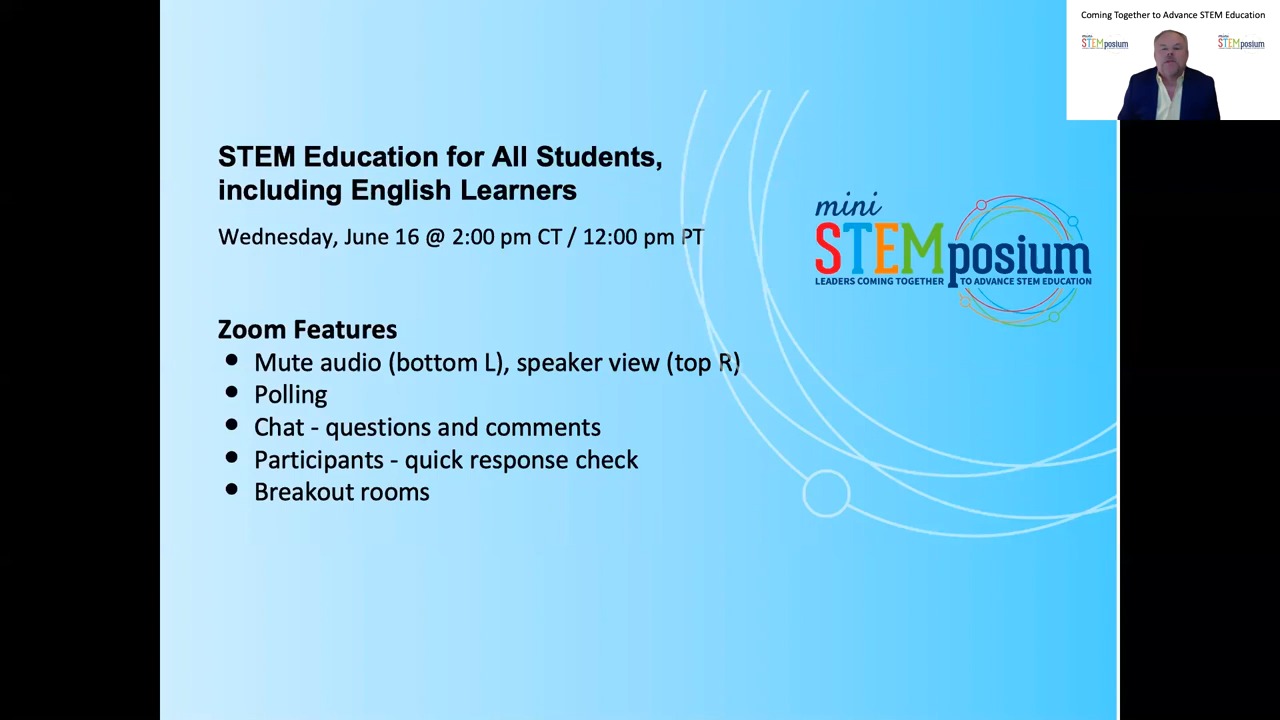 STEM Education for All Students,
including English Learners
Wednesday, June 16 @ 2:00 pm CT / 12:00 pm PT
Zoom Features
• Mute audio (bottom L), speaker view (top R)
• Polling
• Chat - questions and comments
• Participants - quick response check
• Breakout rooms
mini
STEMposium
LEADERS COMING TOGETHER TO ADVANCE STEM EDUCATION
Coming Together to Advance STEM Education
STEMposium
STEMposium